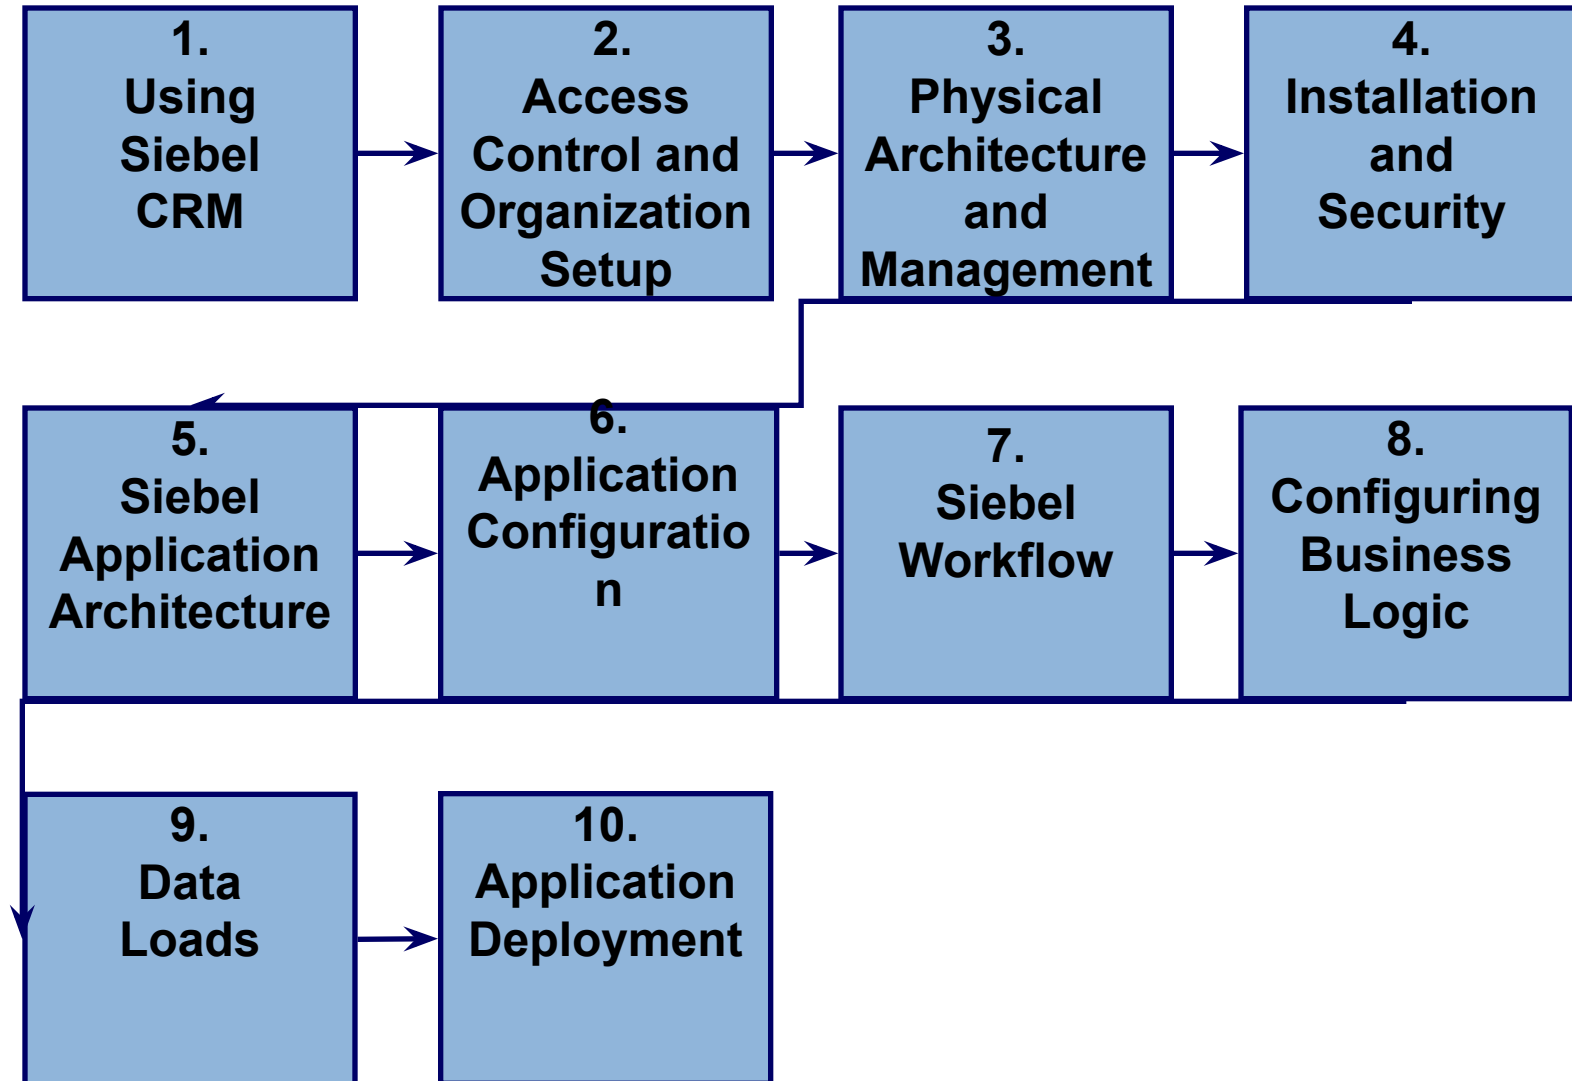 1.
Using
Siebel
CRM
2.
Access
Control and
Organization
Setup
3.
Physical
Architecture
and
Management
4.
Installation
and
Security
5.
Siebel
Application
Architecture
6.
Application
Configuratio
n
7.
Siebel
Workflow
8.
Configuring
Business
Logic
9.
Data
Loads
10.
Application
Deployment